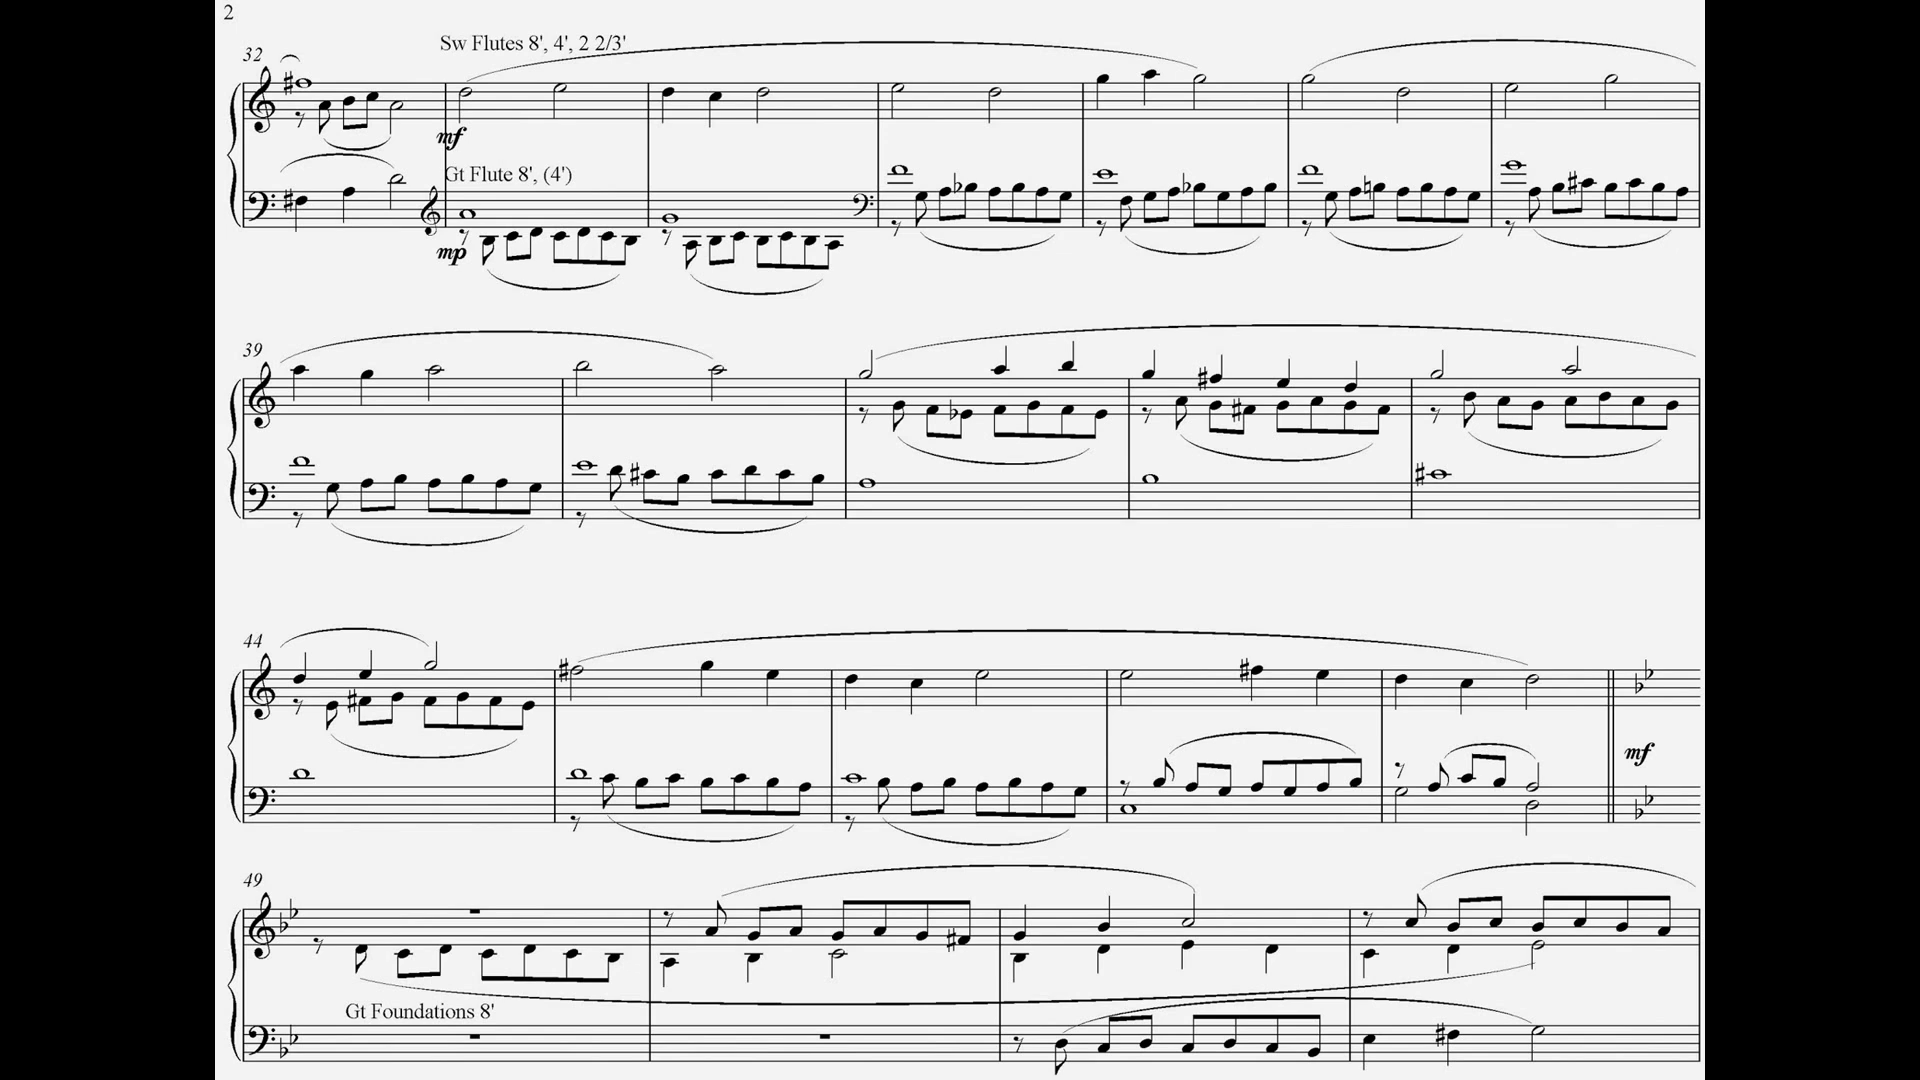 2
32
Sw Flutes 8', 4', 2 2/3'
mf
Gt Flute 8', (4')
mp
39
44
mf
49
Gt Foundations 8'